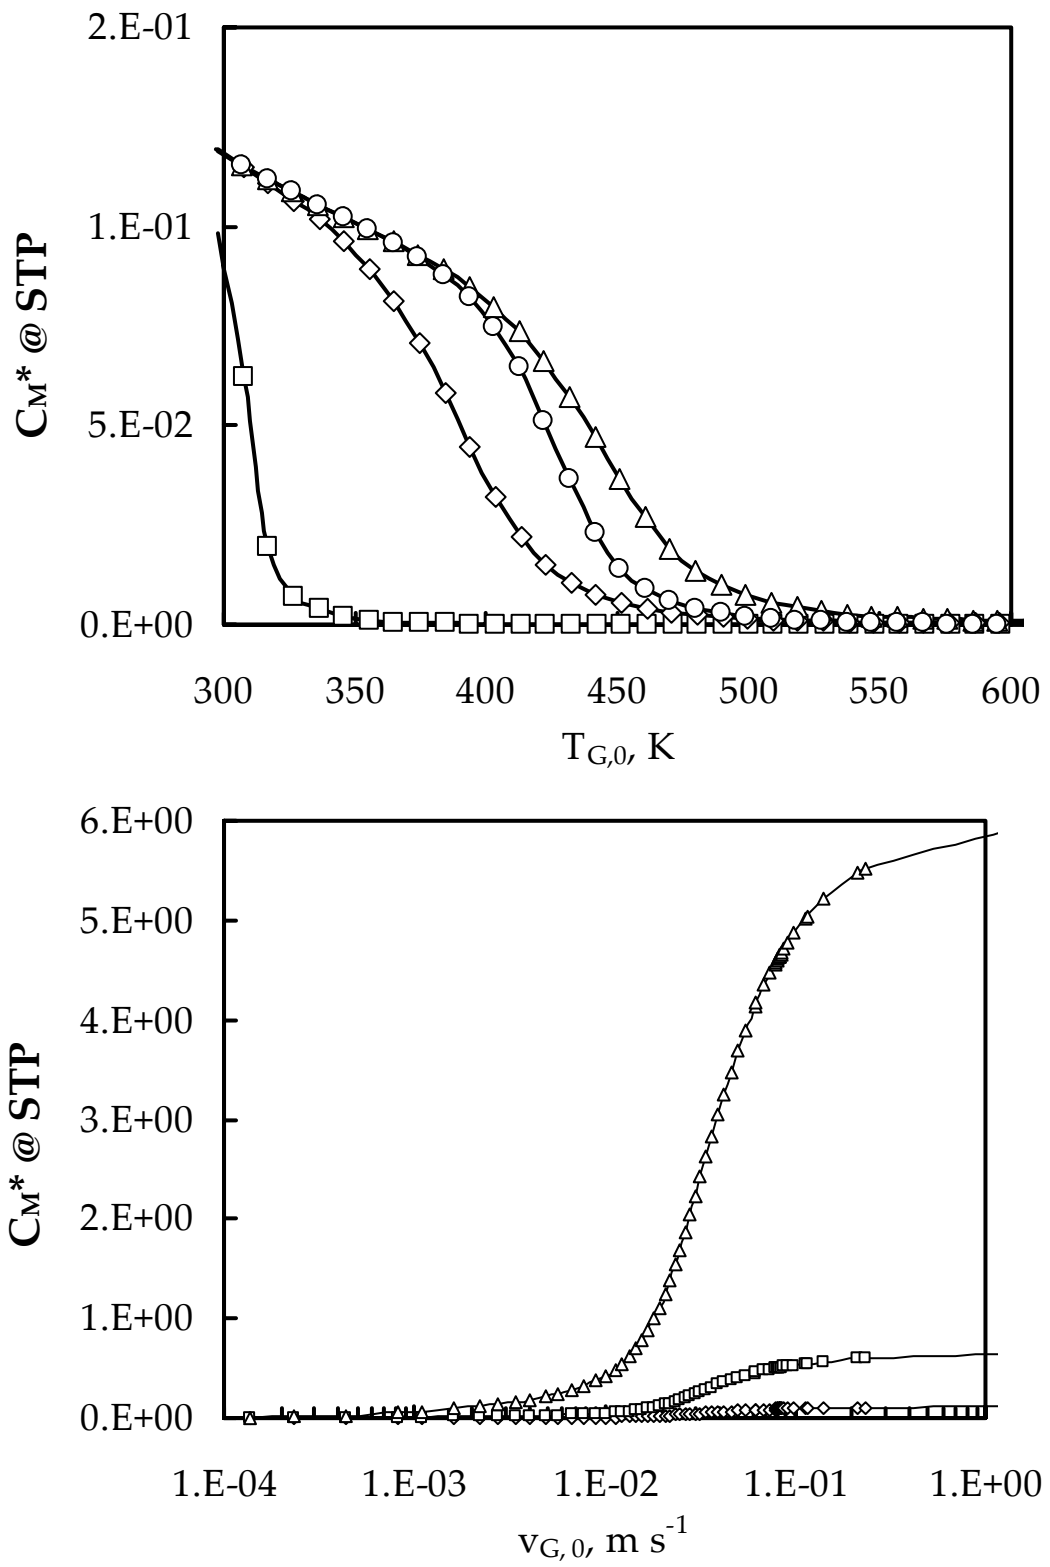 2.E-01
1.E-01
5.E-02
0.E+00
C_M* @ STP
300 350 400 450 500 550 600
T_G,0, K
6.E+00
5.E+00
4.E+00
3.E+00
2.E+00
1.E+00
0.E+00
C_M* @ STP
1.E-04 1.E-03 1.E-02 1.E-01 1.E+00
v_G, 0, m s^-1